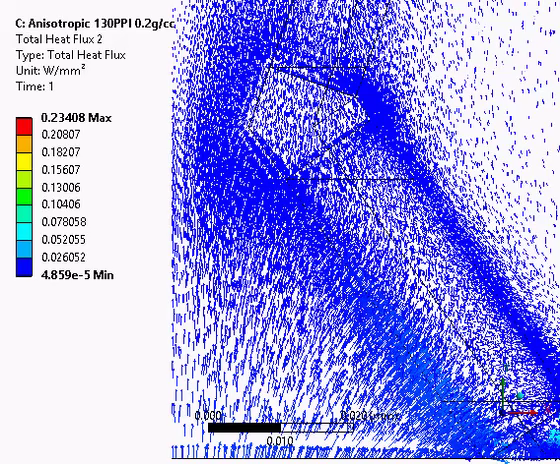 C: Anisotropic 130PPI 0.2g/cc
Total Heat Flux 2
Type: Total Heat Flux
Unit: W/mm²
Time: 1
0.23408 Max
0.20807
0.18207
0.15607
0.13006
0.10406
0.078058
0.052055
0.026052
4.859e-5 Min
0.000
0.010